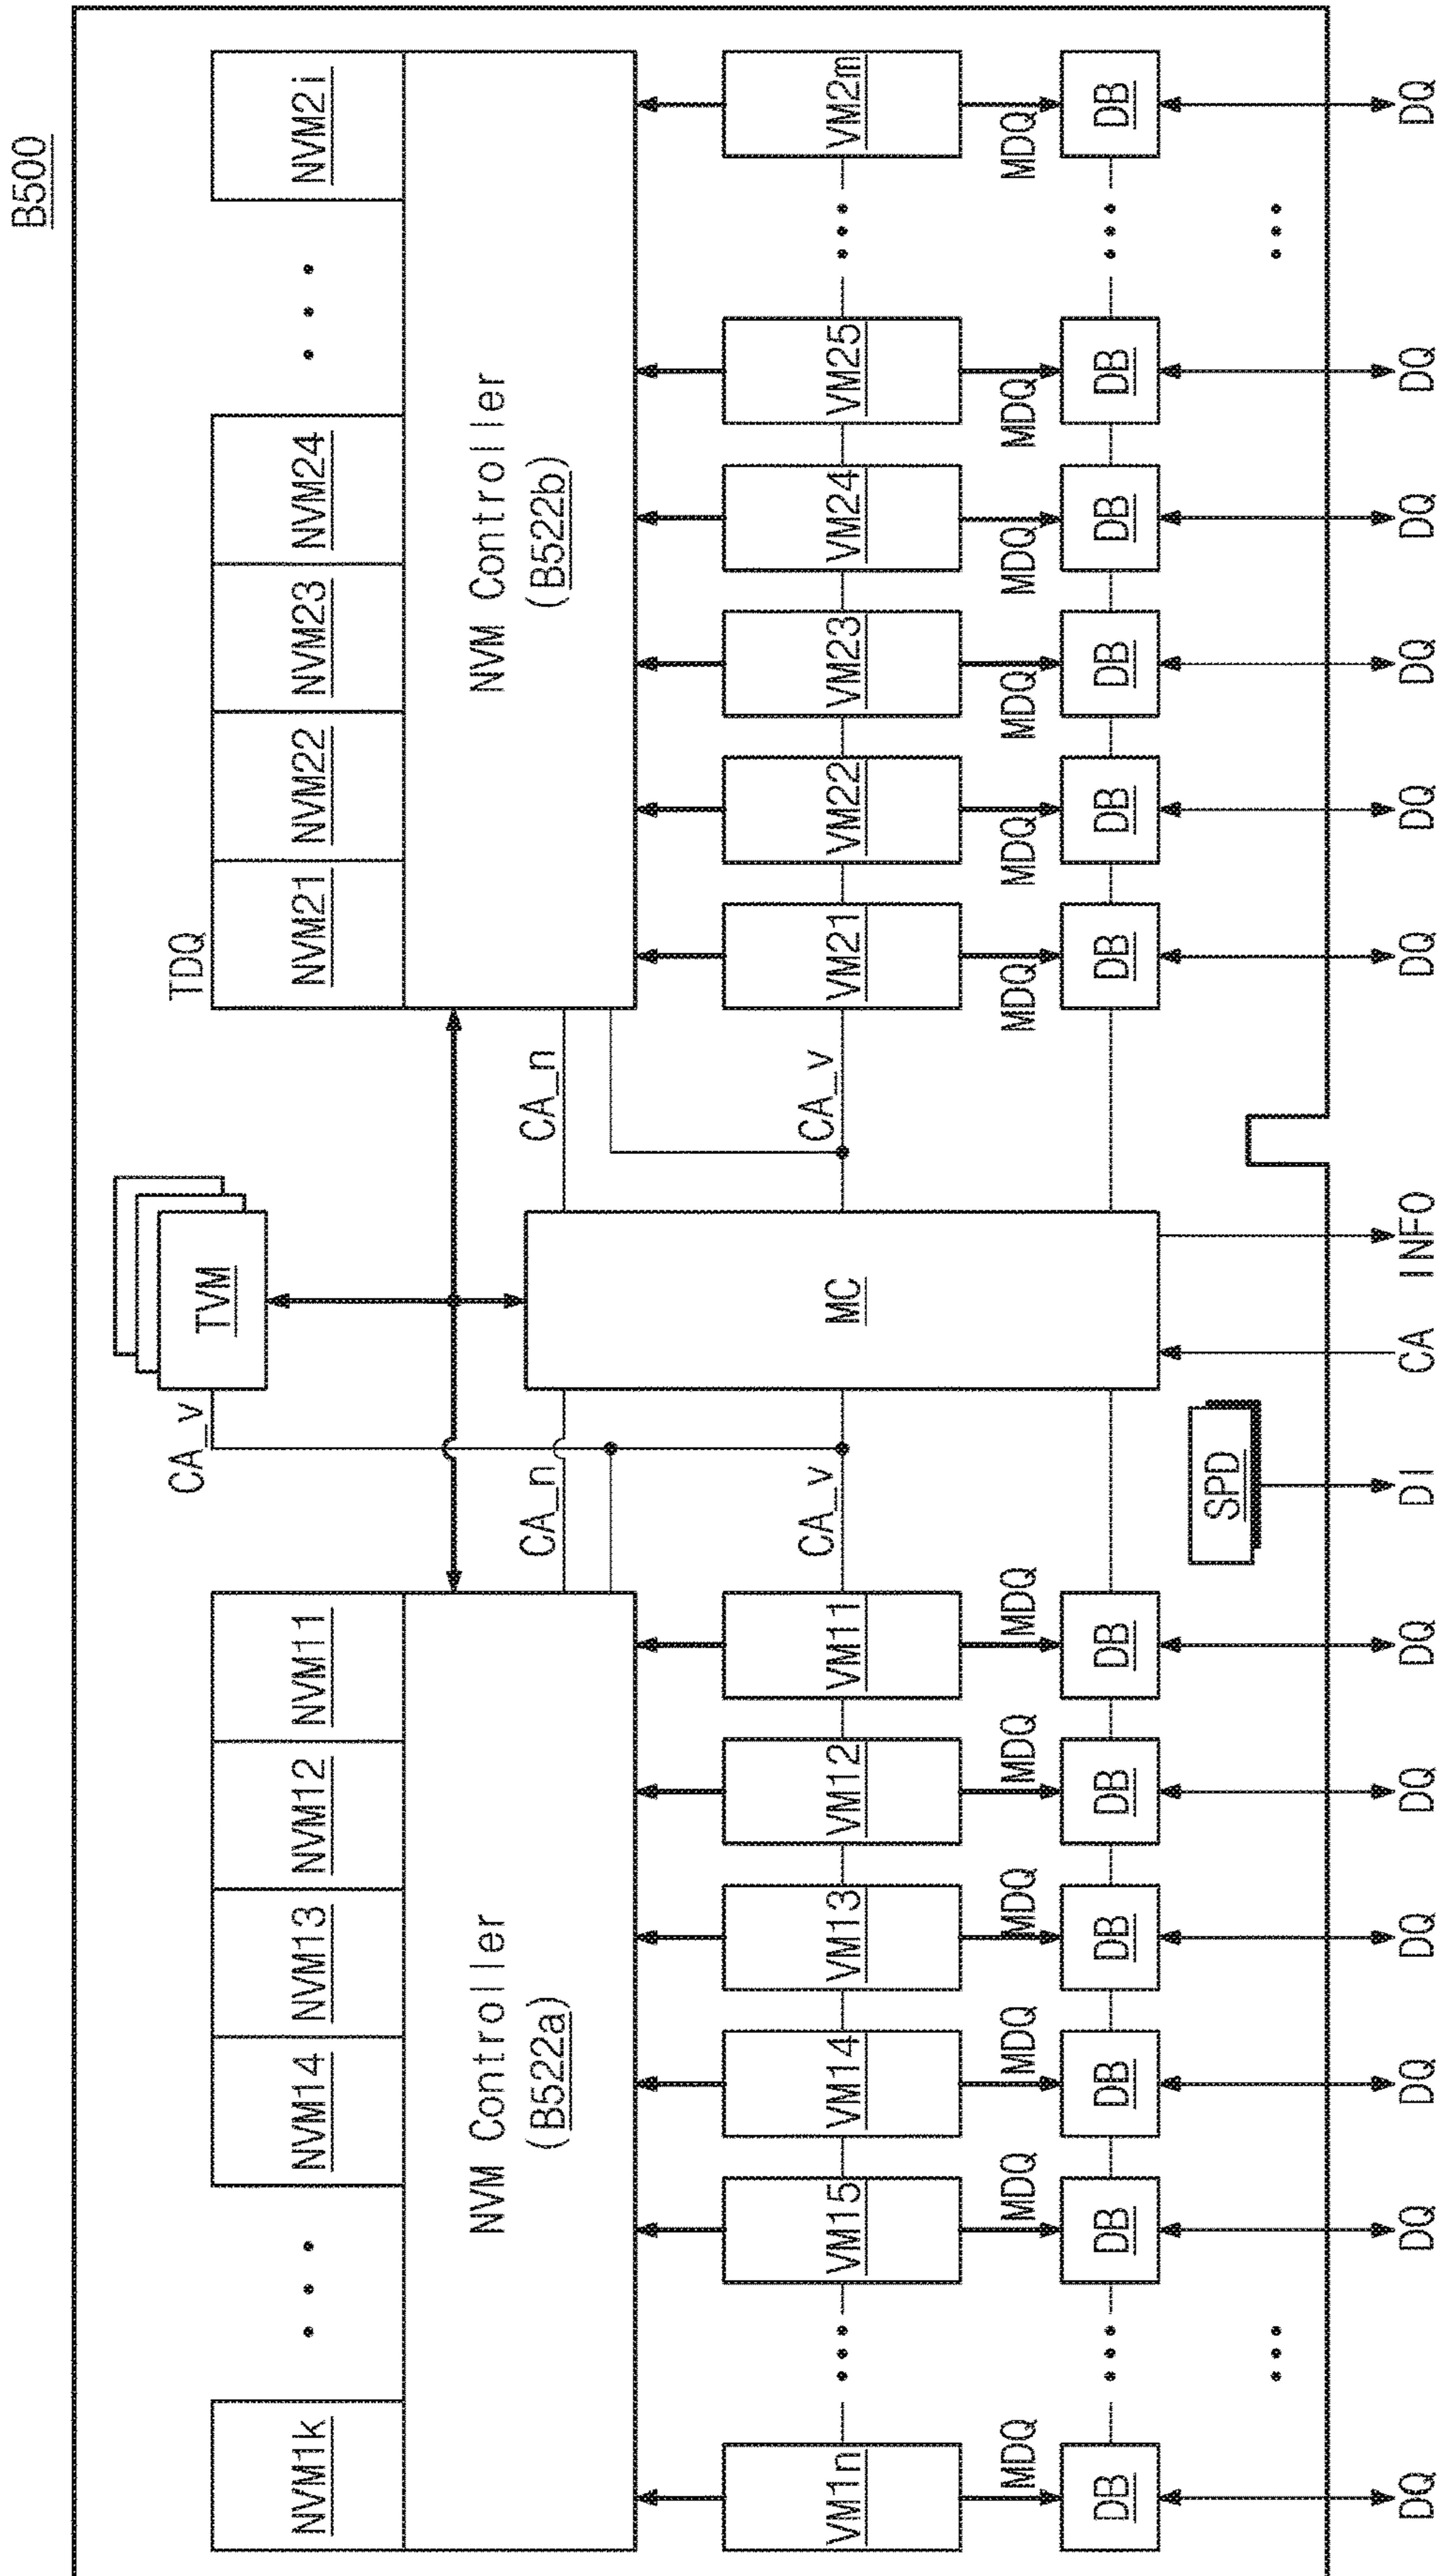 B500
NVM1k
NVM14
NVM13
NVM12
NVM11
CA_v
TVM
TDQ
NVM21
NVM22
NVM23
NVM24
NVM2i
NVM Controller
(B522a)
NVM Controller
(B522b)
CA_n
CA_n
VM1n
VM15
VM14
VM13
VM12
VM11
CA_v
MC
CA_v
VM21
VM22
VM23
VM24
VM25
VM2m
MDQ
MDQ
MDQ
MDQ
MDQ
MDQ
MDQ
MDQ
MDQ
MDQ
MDQ
MDQ
DB
DB
DB
DB
DB
DB
DB
DB
DB
DB
DB
DB
SPD
DQ
DQ
DQ
DQ
DQ
DQ
DI
CA
INFO
DQ
DQ
DQ
DQ
DQ
DQ